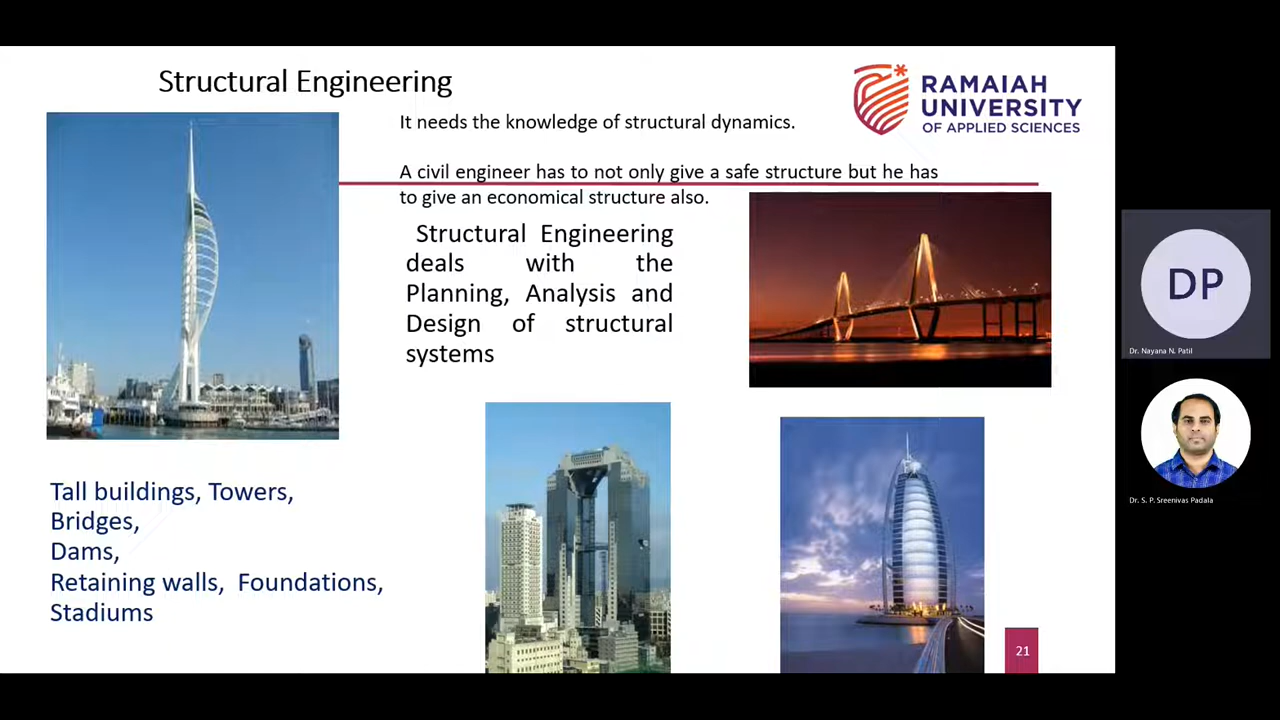 Structural Engineering
RAMAIAH
UNIVERSITY
OF APPLIED SCIENCES
It needs the knowledge of structural dynamics.
A civil engineer has to not only give a safe structure but he has
to give an economical structure also.
Structural Engineering
deals with the
Planning, Analysis and
Design of structural
systems
Tall buildings, Towers,
Bridges,
Dams,
Retaining walls, Foundations,
Stadiums
21
DP
Dr. Nayana N. Patil
Dr. S. P. Sreenivas Padala